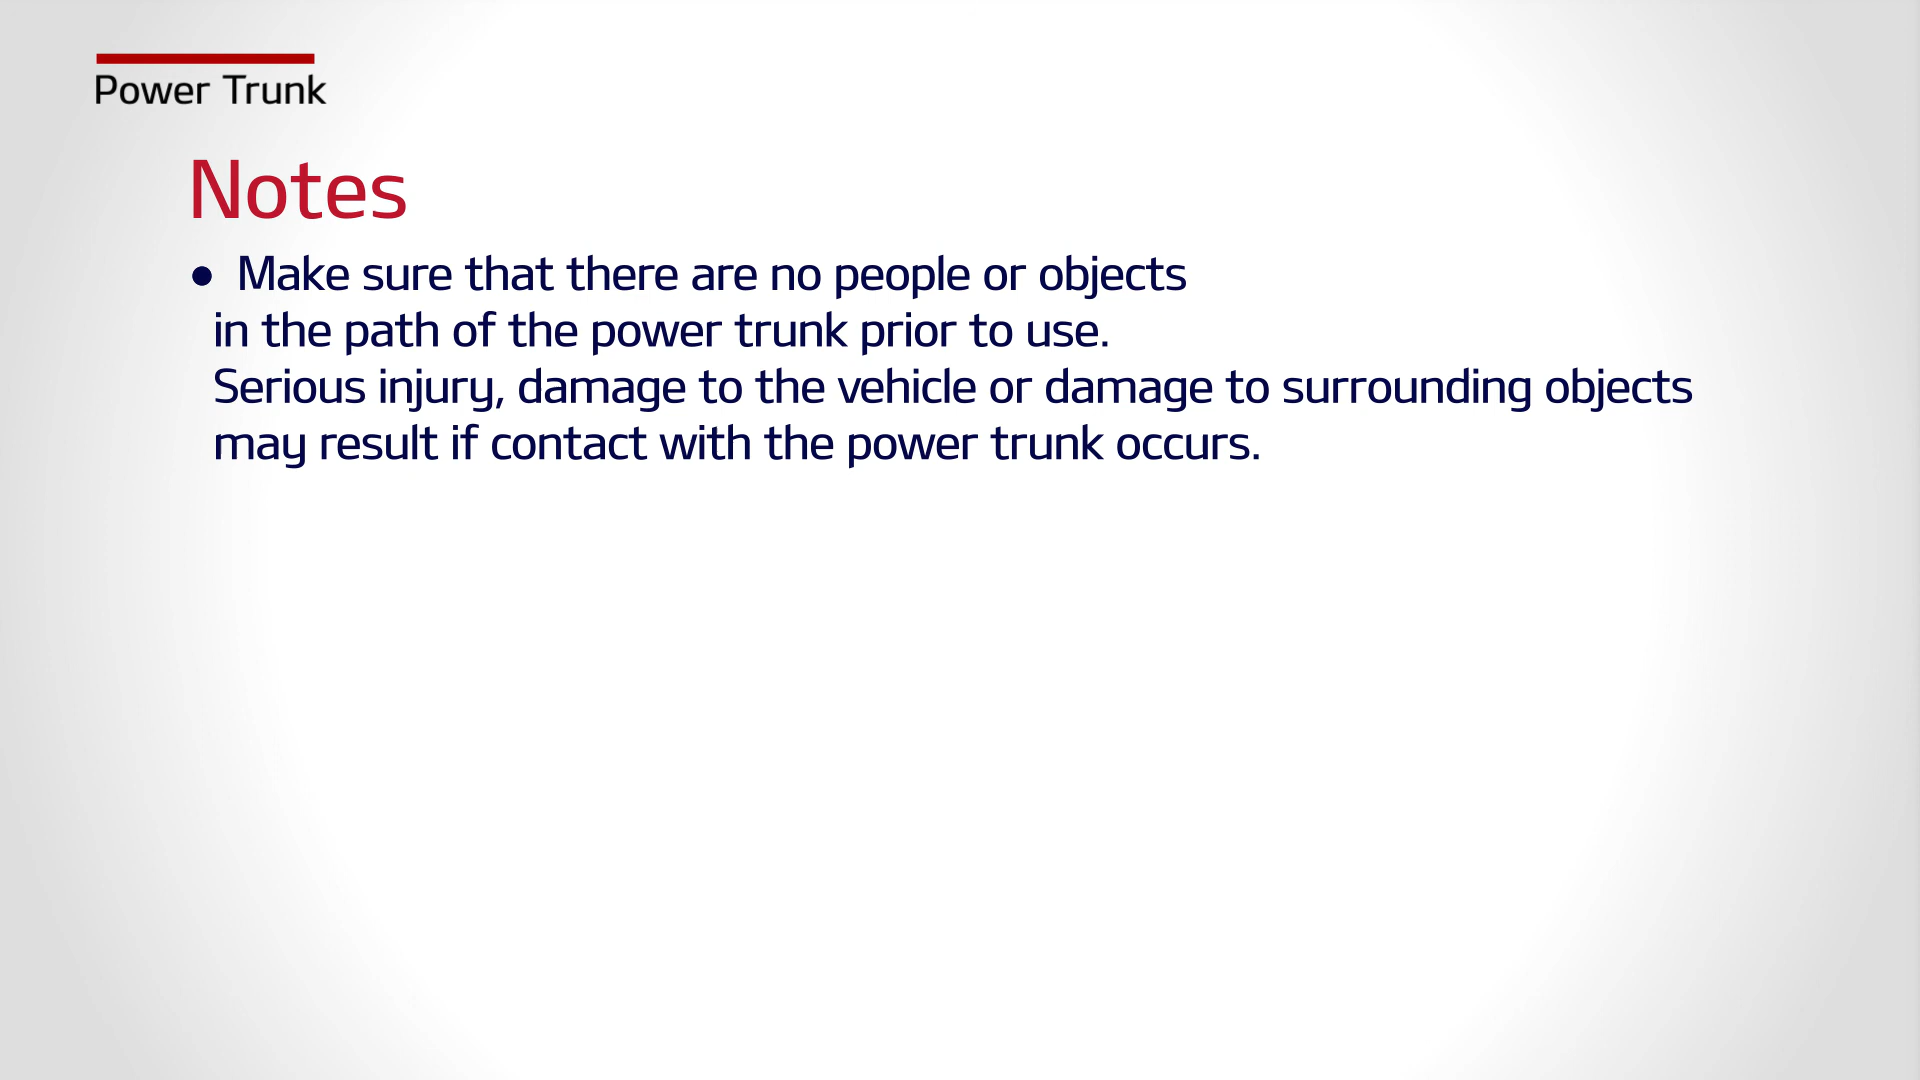 Power Trunk
Notes
● Make sure that there are no people or objects
in the path of the power trunk prior to use.
Serious injury, damage to the vehicle or damage to surrounding objects
may result if contact with the power trunk occurs.